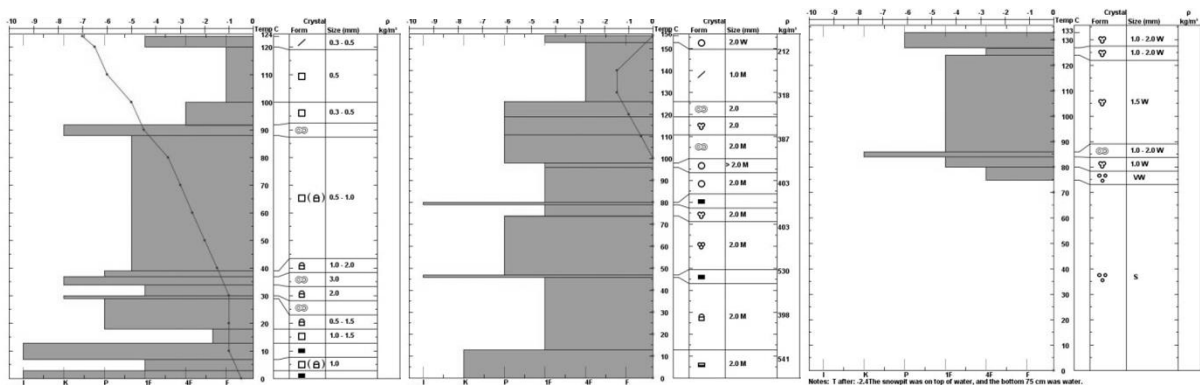 -10 -9 -8 -7 -6 -5 -4 -3 -2 -1 0
Temp C
Crystal
Form
Size (mm)
ρ
kg/m³
124
120
110
100
90
80
70
60
50
40
30
20
10
0
0.3 - 0.5
0.5
0.3 - 0.5
0.5 - 1.0
1.0 - 2.0
3.0
2.0
0.5 - 1.5
1.0 - 1.5
1.0
I K P 1F 4F F
-10 -9 -8 -7 -6 -5 -4 -3 -2 -1 0
Temp C
Crystal
Form
Size (mm)
ρ
kg/m³
150
140
130
120
110
100
90
80
70
60
50
40
30
20
10
0
2.0 W
1.0 M
2.0
2.0
2.0 M
> 2.0 M
2.0 M
2.0 M
2.0 M
2.0 M
2.0 M
212
318
387
403
403
530
398
541
I K P 1F 4F F
-10 -9 -8 -7 -6 -5 -4 -3 -2 -1 0
Temp C
Crystal
Form
Size (mm)
ρ
kg/m³
133
130
120
110
100
90
80
70
60
50
40
30
20
10
0
1.0 - 2.0 W
1.0 - 2.0 W
1.5 W
1.0 - 2.0 W
1.0 W
VW
S
I K P 1F 4F F
Notes: T after: -2.4The snowpit was on top of water, and the bottom 75 cm was water.